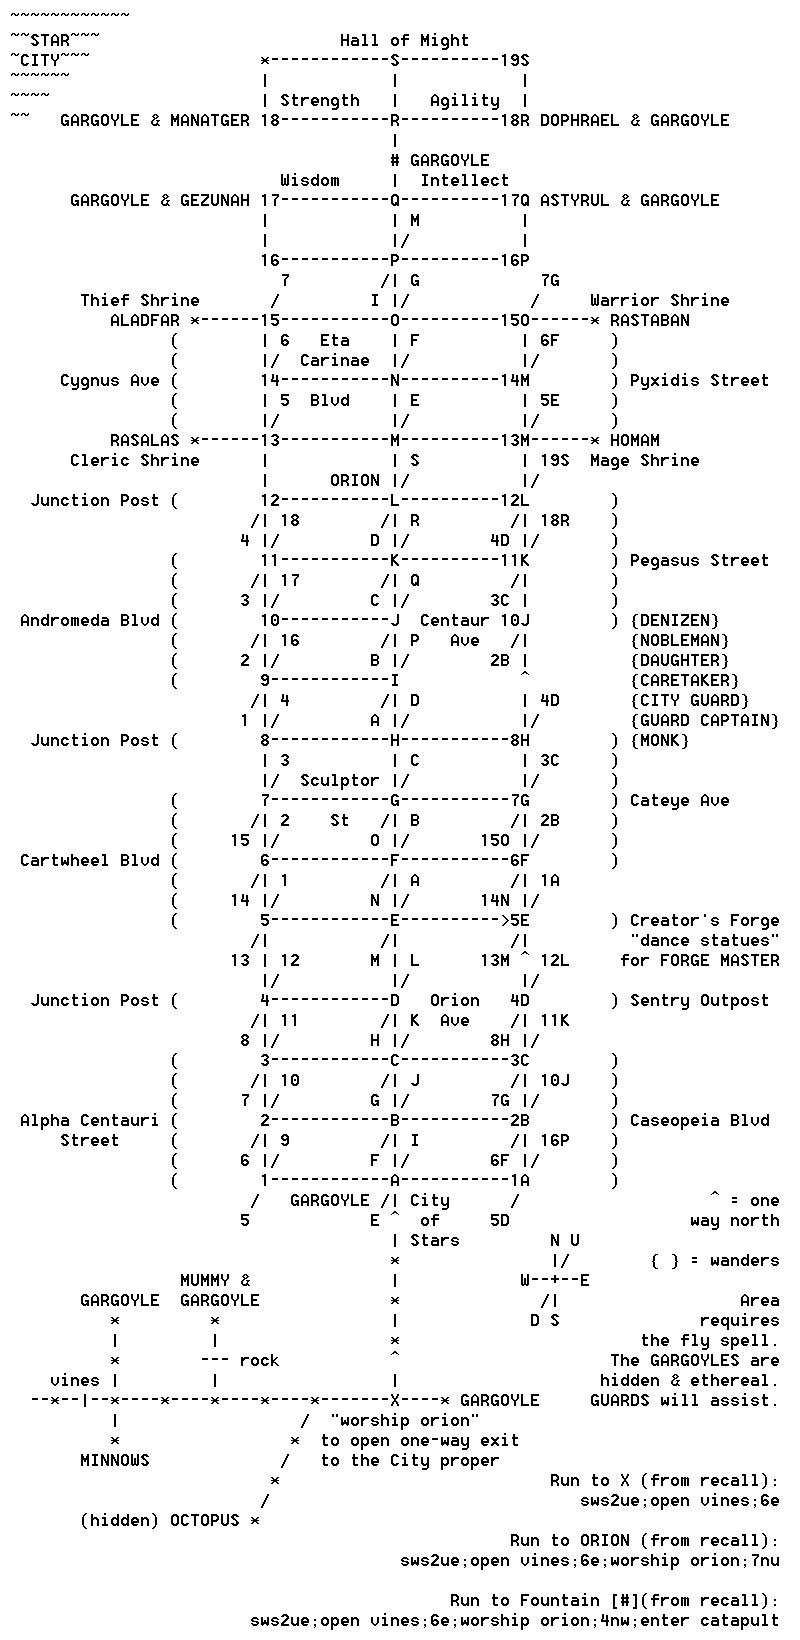 ~~~~~~~~~~~~
~~STAR~~~                        Hall of Might
~CITY~~~                 *------------S----------19S
~~~~~~                   |            |            |
~~~~                     | Strength   |   Agility  |
~~   GARGOYLE & MANATGER 18-----------R----------18R DOPHRAEL & GARGOYLE
                                      |
                                      # GARGOYLE
                           Wisdom     |  Intellect
      GARGOYLE & GEZUNAH 17-----------Q----------17Q ASTYRUL & GARGOYLE
                         |            | M          |
                         |            |/           |
                         16-----------P----------16P
                           7         /| G            7G
       Thief Shrine       /         I |/            /     Warrior Shrine
          ALADFAR *------15-----------O----------15O------* RASTABAN
                (        | 6   Eta    | F          | 6F     )
                (        |/  Carinae  |/           |/       )
     Cygnus Ave (        14-----------N----------14M        ) Pyxidis Street
                (        | 5  Blvd    | E          | 5E     )
                (        |/           |/           |/       )
          RASALAS *------13-----------M----------13M------* HOMAM
      Cleric Shrine      |            | S          | 19S  Mage Shrine
                         |      ORION |/           |/
  Junction Post (        12-----------L----------12L        )
                        /| 18        /| R         /| 18R    )
                       4 |/         D |/        4D |/       )
                (        11-----------K----------11K        ) Pegasus Street
                (       /| 17        /| Q         /|        )
                (      3 |/         C |/        3C |        )
 Andromeda Blvd (        10-----------J  Centaur 10J        ) {DENIZEN}
                (       /| 16        /| P   Ave   /|          {NOBLEMAN}
                (      2 |/         B |/        2B |          {DAUGHTER}
                (        9------------I            ^          {CARETAKER}
                        /| 4         /| D          | 4D       {CITY GUARD}
                       1 |/         A |/           |/         {GUARD CAPTAIN}
  Junction Post (        8------------H-----------8H        ) {MONK}
                         | 3          | C          | 3C     )
                         |/  Sculptor |/           |/       )
                (        7------------G-----------7G        ) Cateye Ave
                (       /| 2    St   /| B         /| 2B     )
                (     15 |/         O |/       15O |/       )
 Cartwheel Blvd (        6------------F-----------6F        )
                (       /| 1         /| A         /| 1A
                (     14 |/         N |/       14N |/
                (        5------------E---------->5E        ) Creator's Forge
                        /|           /|           /|          "dance statues"
                      13 | 12       M | L      13M ^ 12L     for FORGE MASTER
                         |/           |/           |/
  Junction Post (        4------------D   Orion   4D        ) Sentry Outpost
                        /| 11        /| K  Ave    /| 11K
                       8 |/         H |/        8H |/
                (        3------------C-----------3C        )
                (       /| 10        /| J         /| 10J    )
                (      7 |/         G |/        7G |/       )
 Alpha Centauri (        2------------B-----------2B        ) Caseopeia Blvd
     Street     (       /| 9         /| I         /| 16P    )
                (      6 |/         F |/        6F |/       )
                (        1------------A-----------1A        )
                        /   GARGOYLE /| City      /                   ^ = one
                       5            E ^  of     5D                  way north
                                      | Stars         N U
                                      *               |/        { } = wanders
                  MUMMY &             |            W--+--E
       GARGOYLE  GARGOYLE             *              /|                  Area
          *         *                 |             D S              requires
          |         |                 *                        the fly spell.
          *        --- rock           ^                     The GARGOYLES are
    vines |         |                 |                    hidden & ethereal.
  --*--|--*----*----*----*----*-------X----* GARGOYLE     GUARDS will assist.
          |                  /  "worship orion"
          *                 *  to open one-way exit
       MINNOWS             /   to the City proper
                          *                           Run to X (from recall):
                         /                               sws2ue;open vines;6e
       (hidden) OCTOPUS *
                                                  Run to ORION (from recall):
                                       sws2ue;open vines;6e;worship orion;7nu

                                            Run to Fountain [#](from recall):
                        sws2ue;open vines;6e;worship orion;4nw;enter catapult